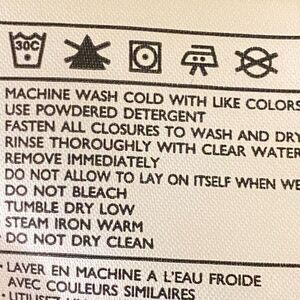 30C
MACHINE WASH COLD WITH LIKE COLORS
USE POWDERED DETERGENT
FASTEN ALL CLOSURES TO WASH AND DRY
RINSE THOROUGHLY WITH CLEAR WATER
REMOVE IMMEDIATELY
DO NOT ALLOW TO LAY ON ITSELF WHEN WE
DO NOT BLEACH
TUMBLE DRY LOW
STEAM IRON WARM
· DO NOT DRY CLEAN
· LAVER EN MACHINE A L'EAU FROIDE
AVEC COULEURS SIMILAIRES